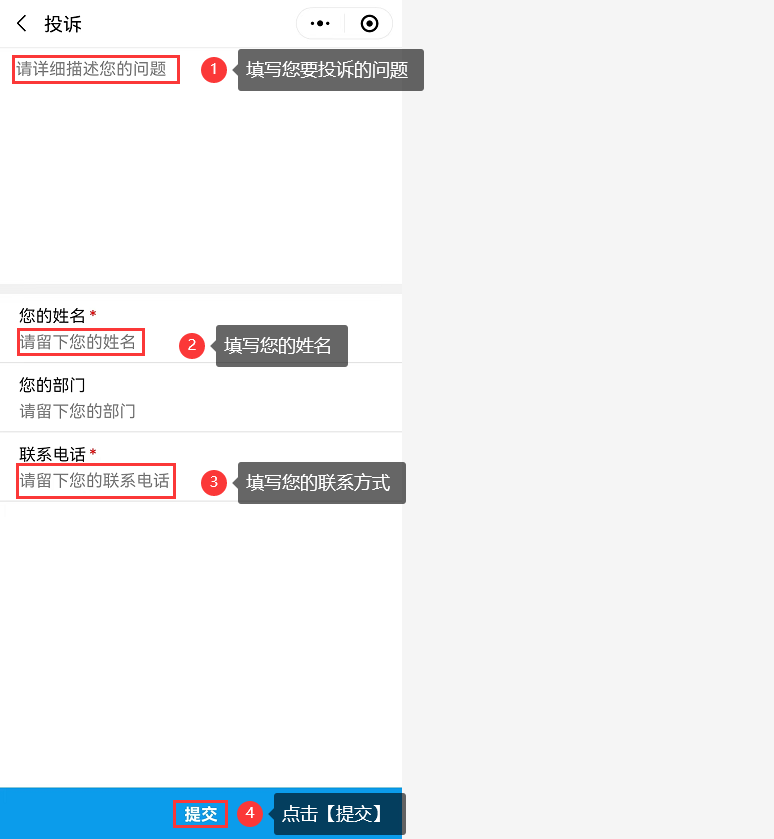 投诉
请详细描述您的问题
1
填写您要投诉的问题
您的姓名*
请留下您的姓名
2
填写您的姓名
您的部门
请留下您的部门
联系电话*
请留下您的联系电话
3
填写您的联系方式
提交
4
点击【提交】